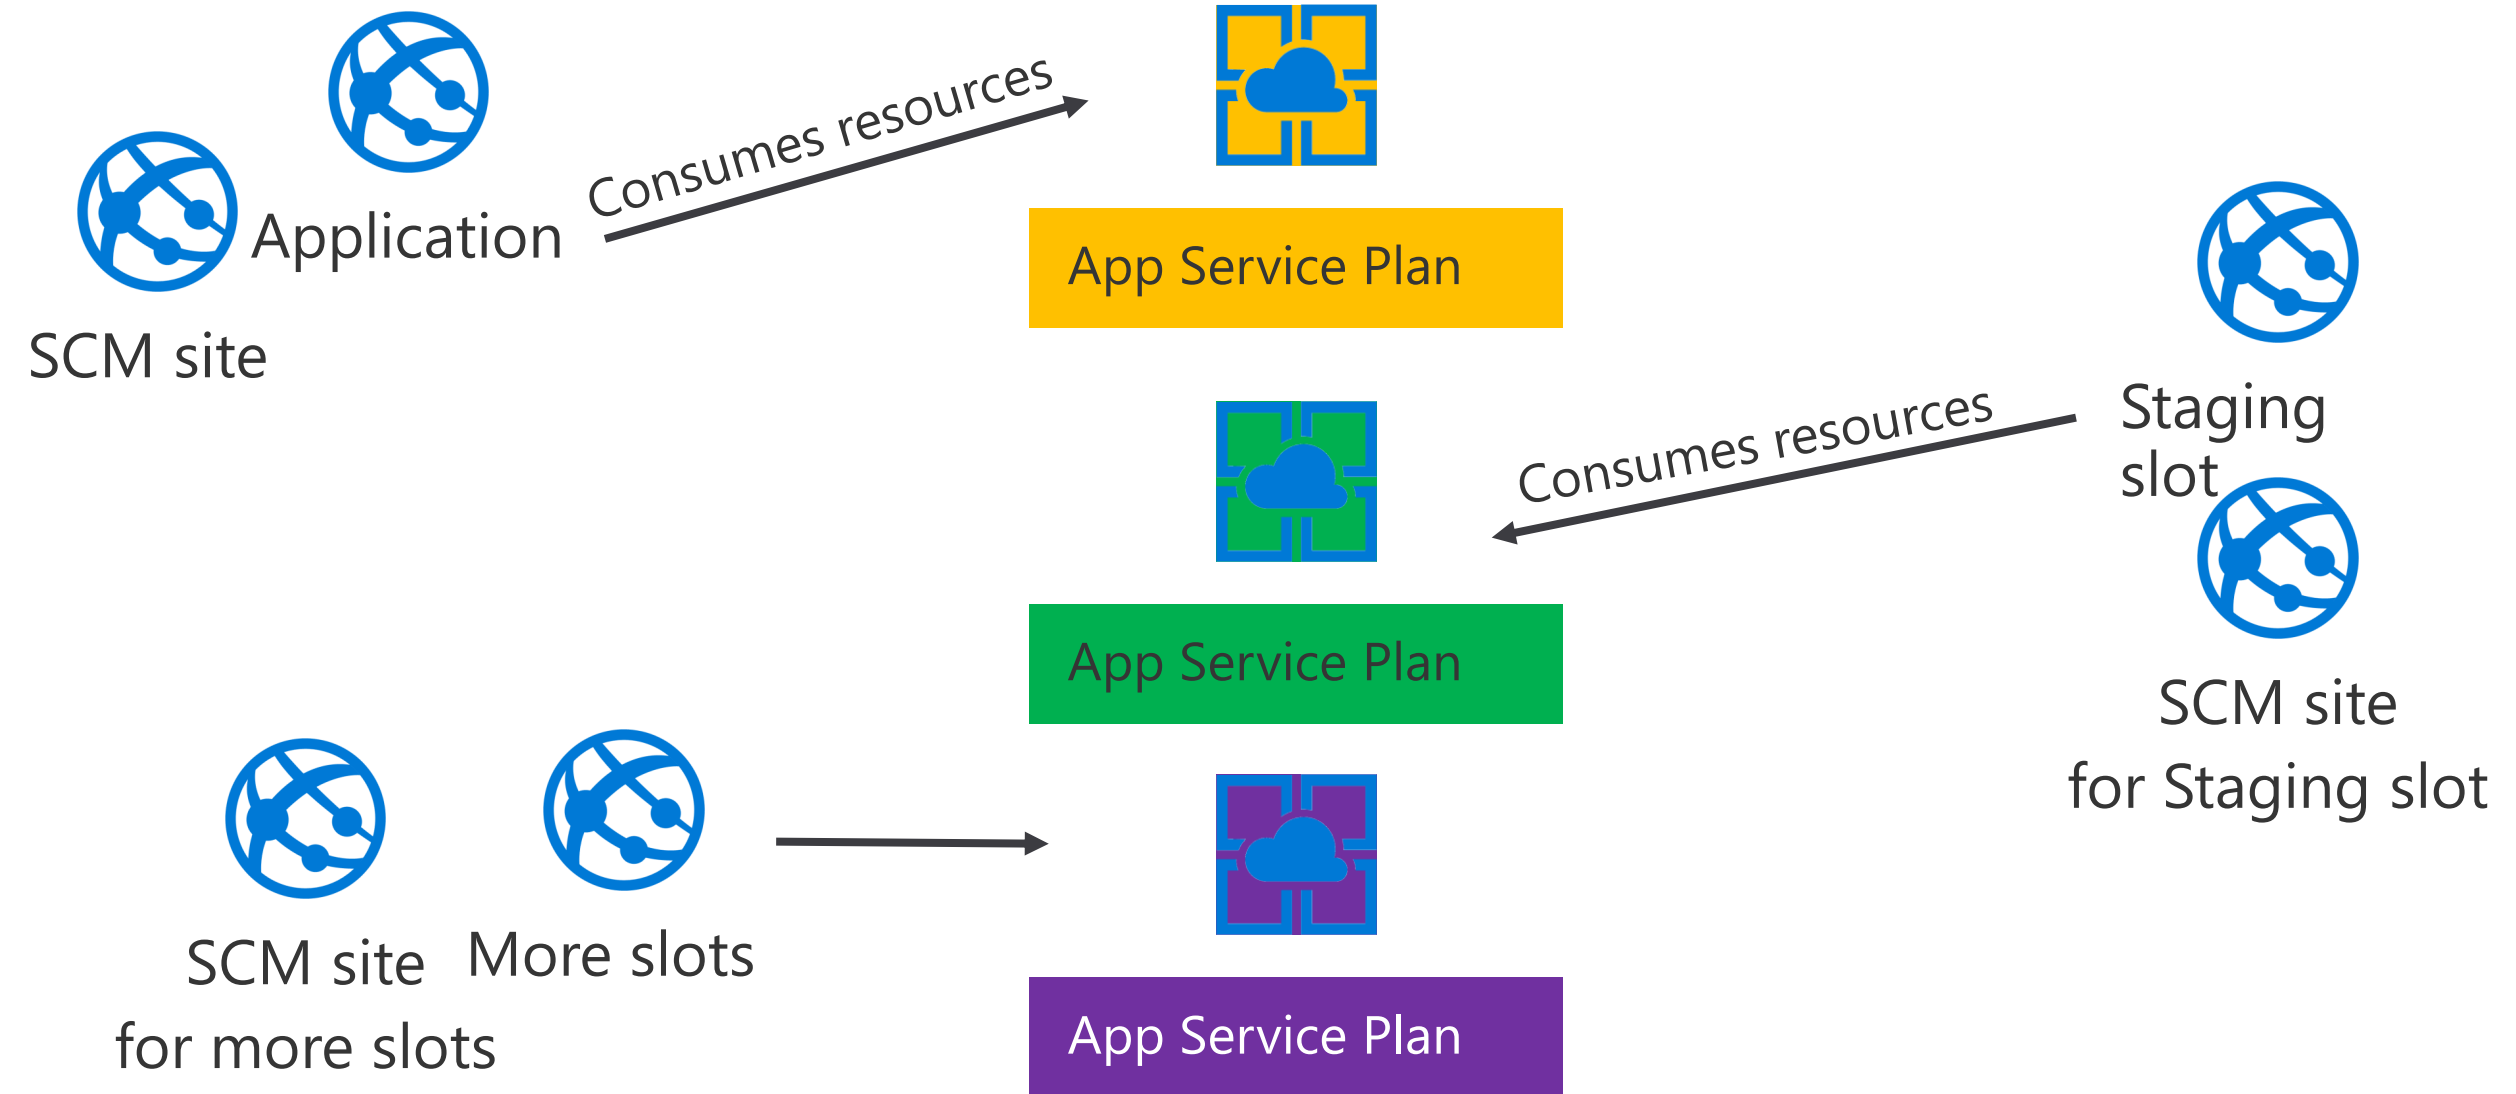 Application
SCM site
Consumes resources
App Service Plan
Staging
slot
Consumes resources
App Service Plan
SCM site
for Staging slot
More slots
SCM site
for more slots
App Service Plan